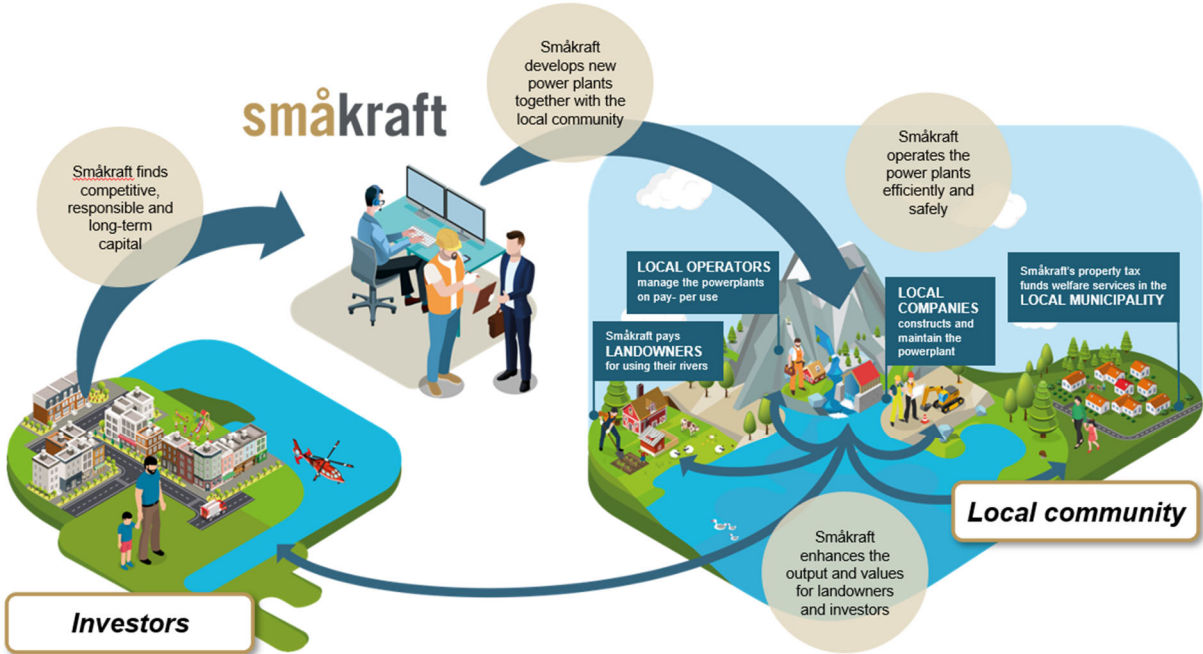 Småkraft
develops new
power plants
together with the
local community
småkraft
Småkraft finds
competitive,
responsible and
long-term
capital
Småkraft
operates the
power plants
efficiently and
safely
LOCAL OPERATORS
manage the powerplants
on pay- per use
Småkraft pays
LANDOWNERS
for using their rivers
LOCAL
COMPANIES
constructs and
maintain the
powerplant
Småkraft's property tax
funds welfare services in the
LOCAL MUNICIPALITY
Local community
Småkraft
enhances the
output and values
for landowners
and investors
Investors